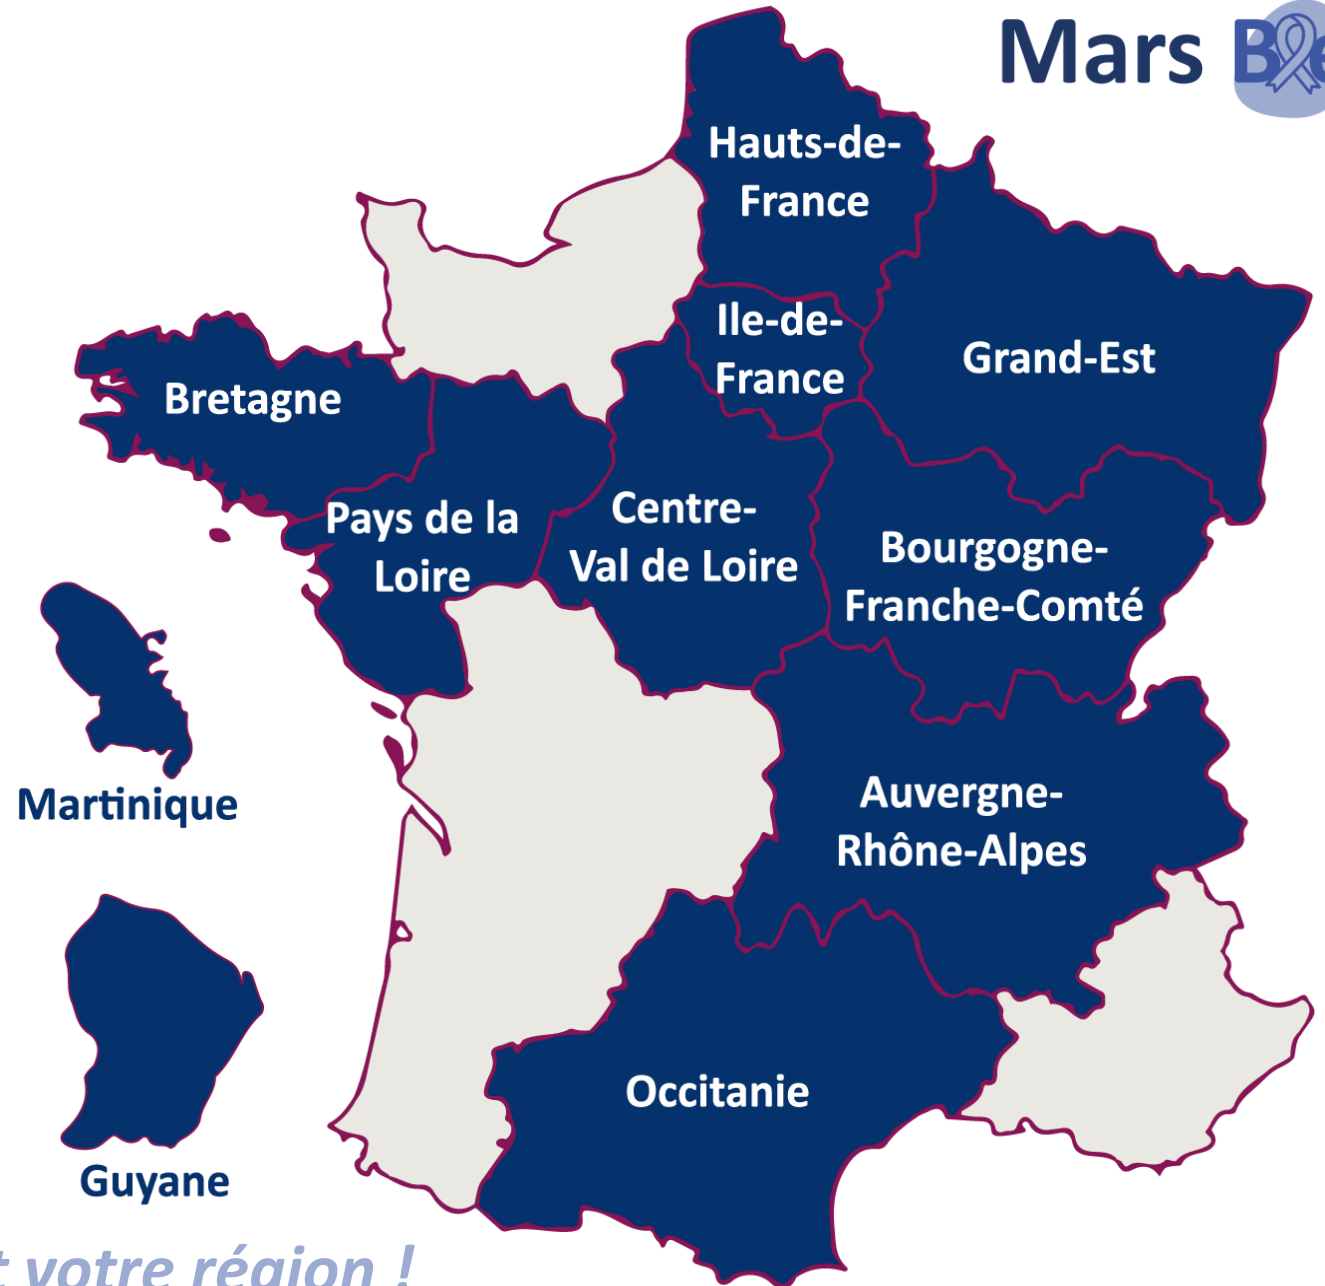 Mars
Hauts-de-
France
Ile-de-
France
Grand-Est
Bretagne
Pays de la
Loire
Centre-
Val de Loire
Bourgogne-
Franche-Comté
Martinique
Auvergne-
Rhône-Alpes
Occitanie
Guyane
votre région !